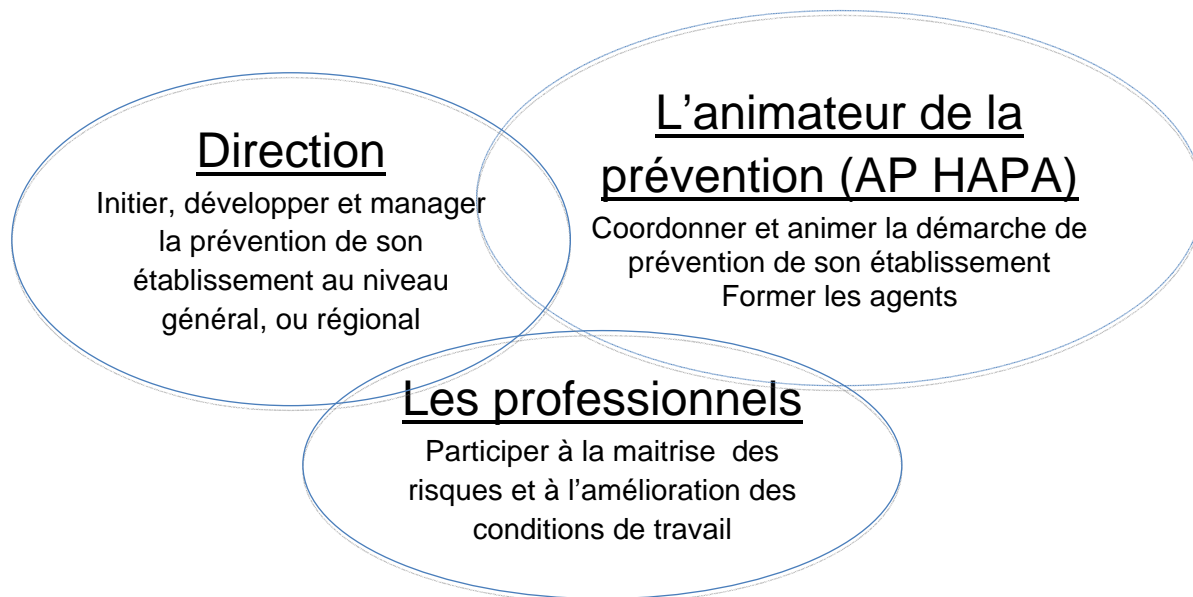 Direction
Initier, développer et manager
la prévention de son
établissement au niveau
général, ou régional
L’animateur de la
prévention (AP HAPA)
Coordonner et animer la démarche de
prévention de son établissement
Former les agents
Les professionnels
Participer à la maitrise  des
risques et à l’amélioration des
conditions de travail